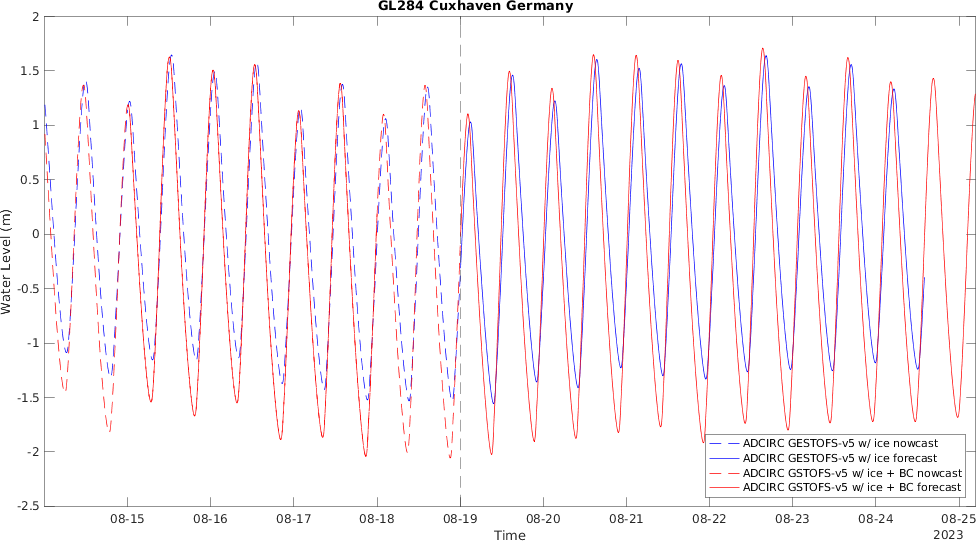 GL284 Cuxhaven Germany
2
1.5
1
0.5
0
-0.5
-1
-1.5
-2
-2.5
Water Level (m)
ADCIRC GESTOFS-v5 w/ ice nowcast
ADCIRC GESTOFS-v5 w/ ice forecast
ADCIRC GSTOFS-v5 w/ ice + BC nowcast
ADCIRC GSTOFS-v5 w/ ice + BC forecast
08-15 08-16 08-17 08-18 08-19 08-20 08-21 08-22 08-23 08-24 08-25
Time
2023